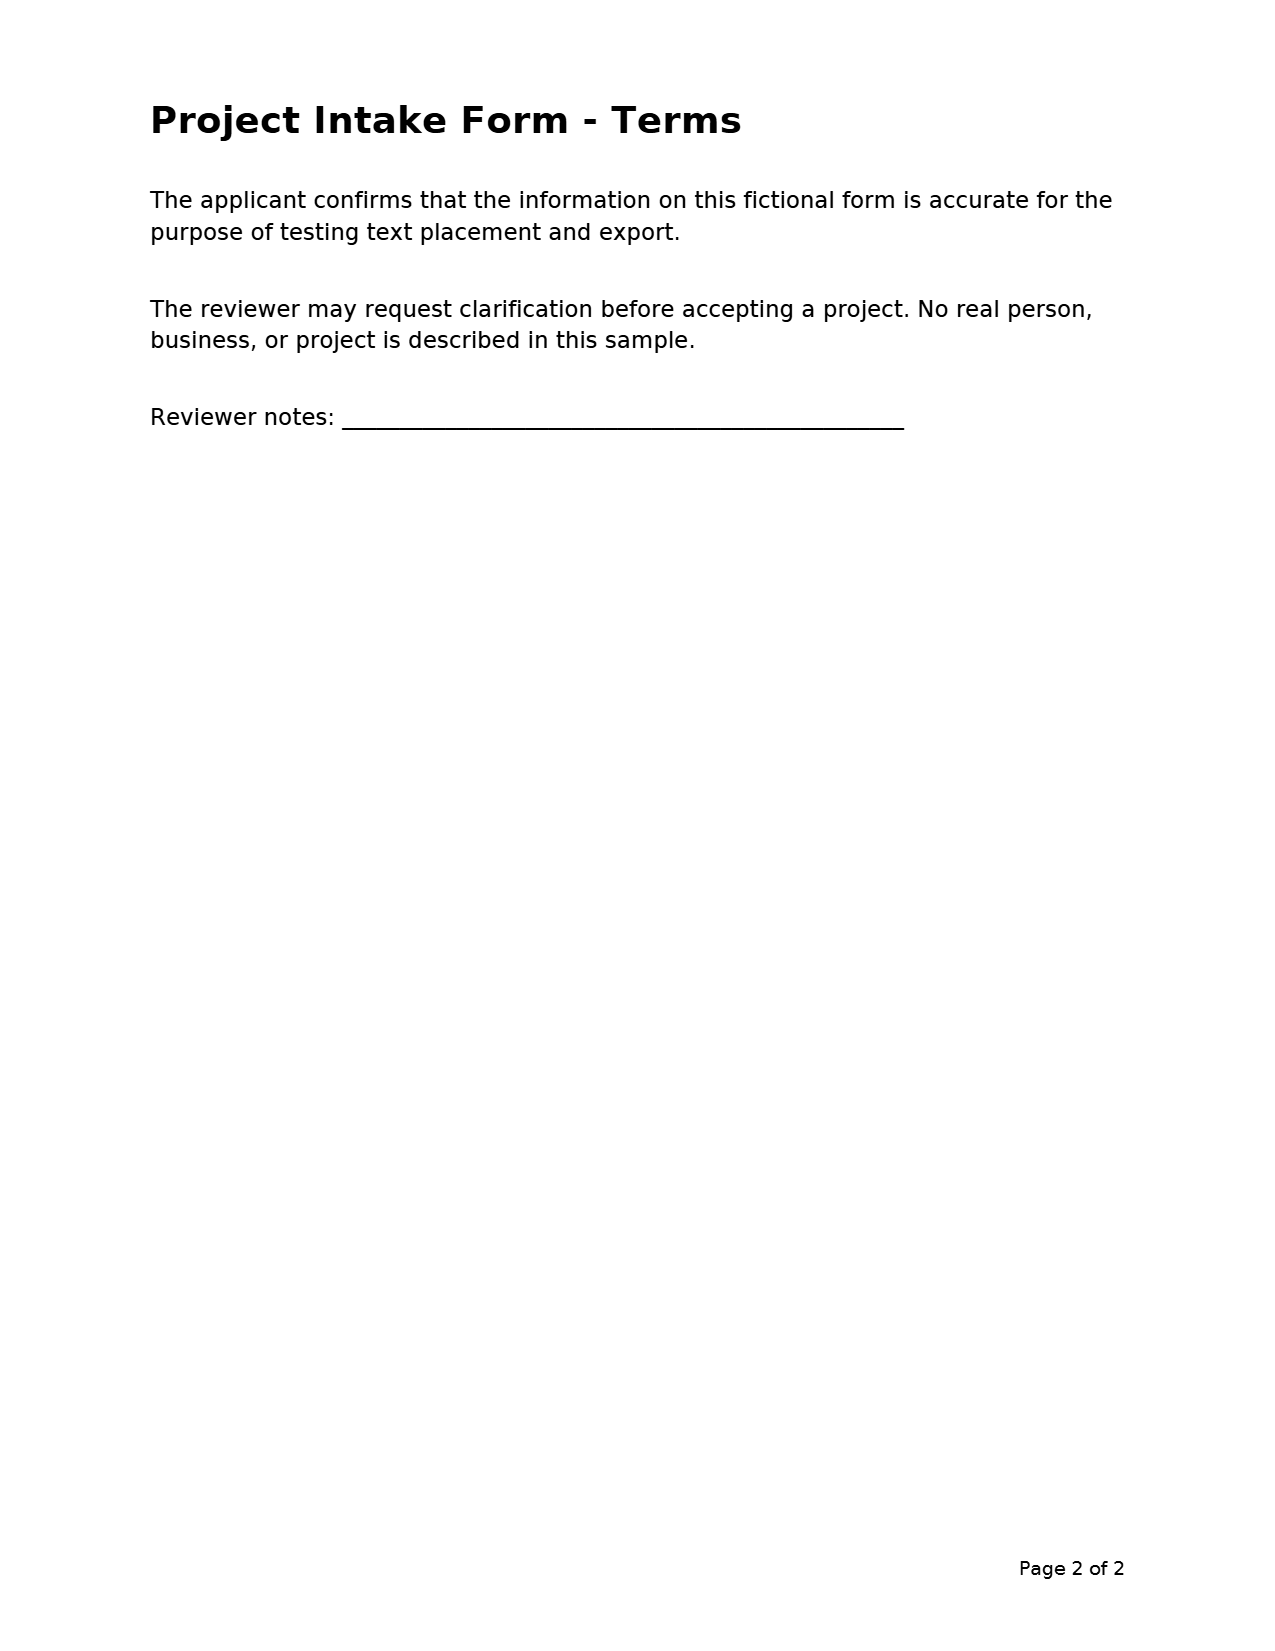 Project Intake Form - Terms
The applicant confirms that the information on this fictional form is accurate for the
purpose of testing text placement and export.
The reviewer may request clarification before accepting a project. No real person,
business, or project is described in this sample.
Reviewer notes: ______________________________________________
Page 2 of 2